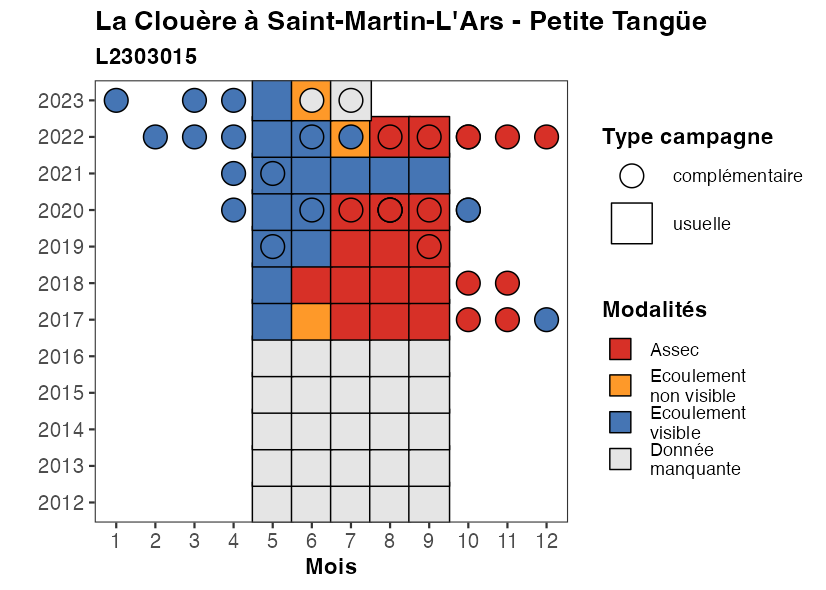 La Clouère à Saint-Martin-L'Ars - Petite Tangüe
L2303015
2023
2022
2021
2020
2019
2018
2017
2016
2015
2014
2013
2012
1 2 3 4 5 6 7 8 9 10 11 12
Mois
Type campagne
complémentaire
usuelle
Modalités
Assec
Ecoulement
non visible
Ecoulement
visible
Donnée
manquante